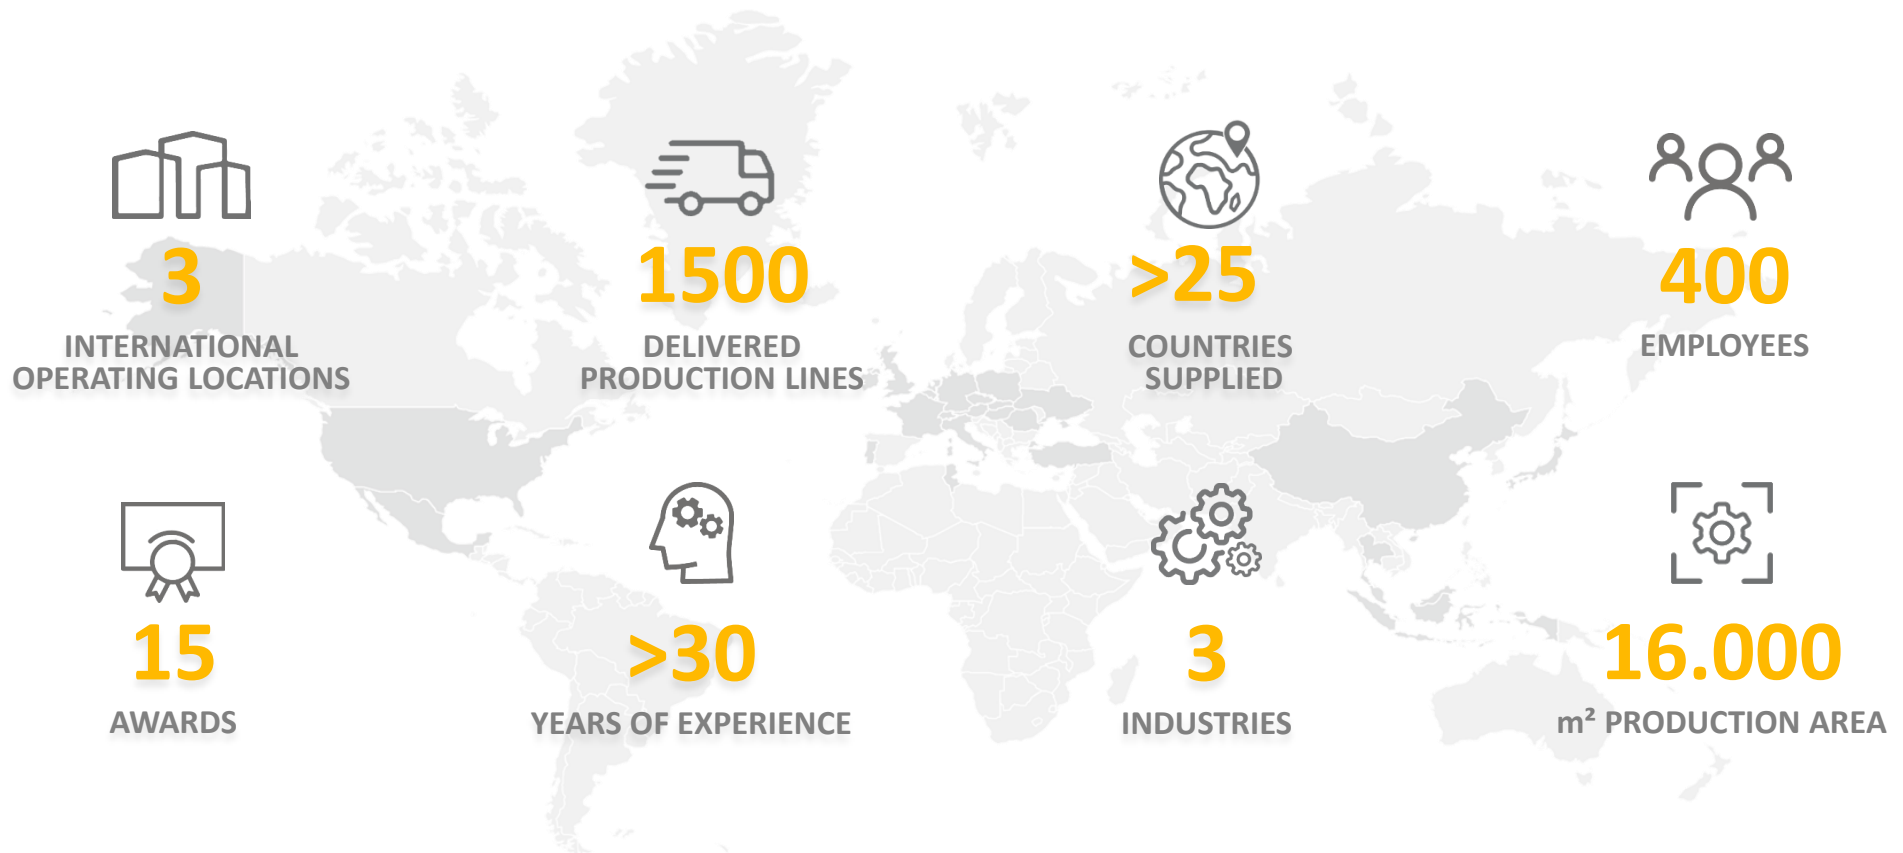 3
INTERNATIONAL
OPERATING LOCATIONS
1500
DELIVERED
PRODUCTION LINES
>25
COUNTRIES
SUPPLIED
400
EMPLOYEES
15
AWARDS
>30
YEARS OF EXPERIENCE
3
INDUSTRIES
16.000
m² PRODUCTION AREA